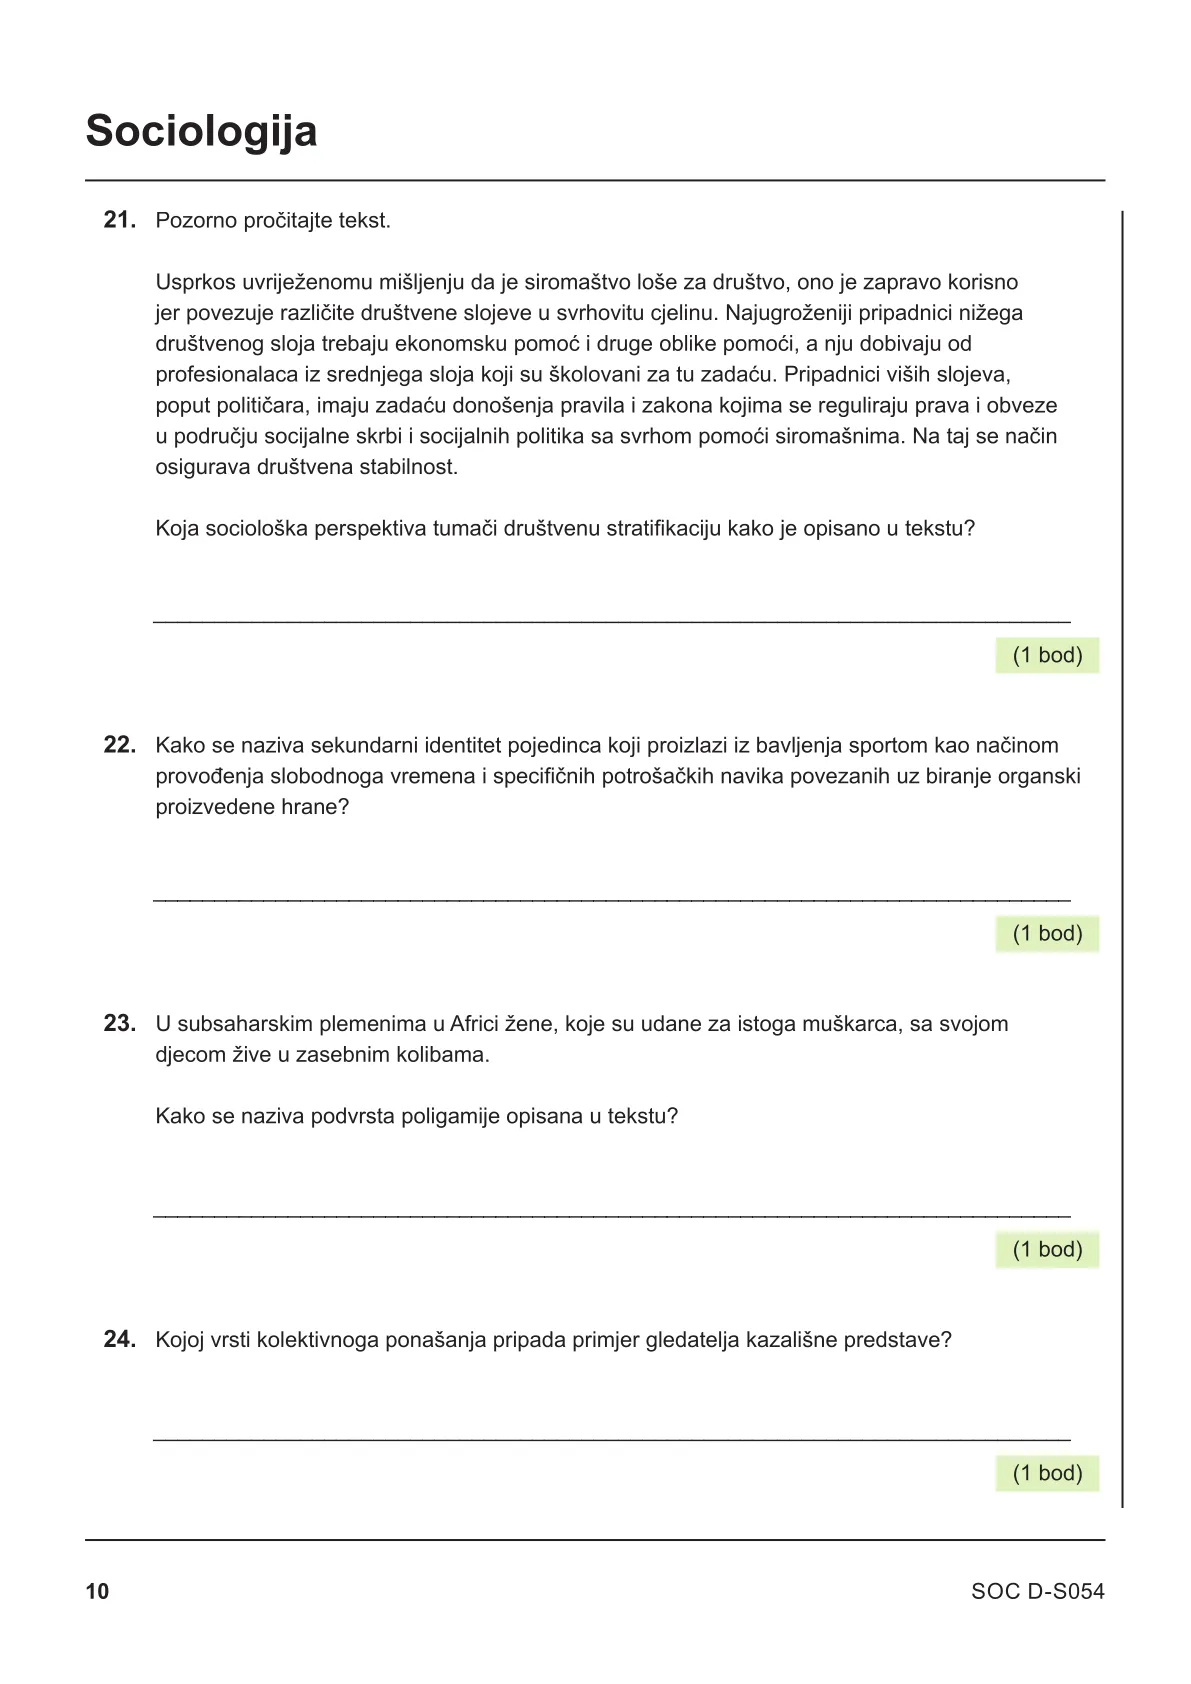 Sociologija
21. Pozorno pročitajte tekst.
Usprkos uvriježenomu mišljenju da je siromaštvo loše za društvo, ono je zapravo korisno
jer povezuje različite društvene slojeve u svrhovitu cjelinu. Najugroženiji pripadnici nižega
društvenog sloja trebaju ekonomsku pomoć i druge oblike pomoći, a nju dobivaju od
profesionalaca iz srednjega sloja koji su školovani za tu zadaću. Pripadnici viših slojeva,
poput političara, imaju zadaću donošenja pravila i zakona kojima se reguliraju prava i obveze
u području socijalne skrbi i socijalnih politika sa svrhom pomoći siromašnima. Na taj se način
osigurava društvena stabilnost.
Koja sociološka perspektiva tumači društvenu stratifikaciju kako je opisano u tekstu?
(1 bod)
22. Kako se naziva sekundarni identitet pojedinca koji proizlazi iz bavljenja sportom kao načinom
provođenja slobodnoga vremena i specifičnih potrošačkih navika povezanih uz biranje organski
proizvedene hrane?
(1 bod)
23. U subsaharskim plemenima u Africi žene, koje su udane za istoga muškarca, sa svojom
djecom žive u zasebnim kolibama.
Kako se naziva podvrsta poligamije opisana u tekstu?
(1 bod)
24. Kojoj vrsti kolektivnoga ponašanja pripada primjer gledatelja kazališne predstave?
(1 bod)
10
SOC D-S054